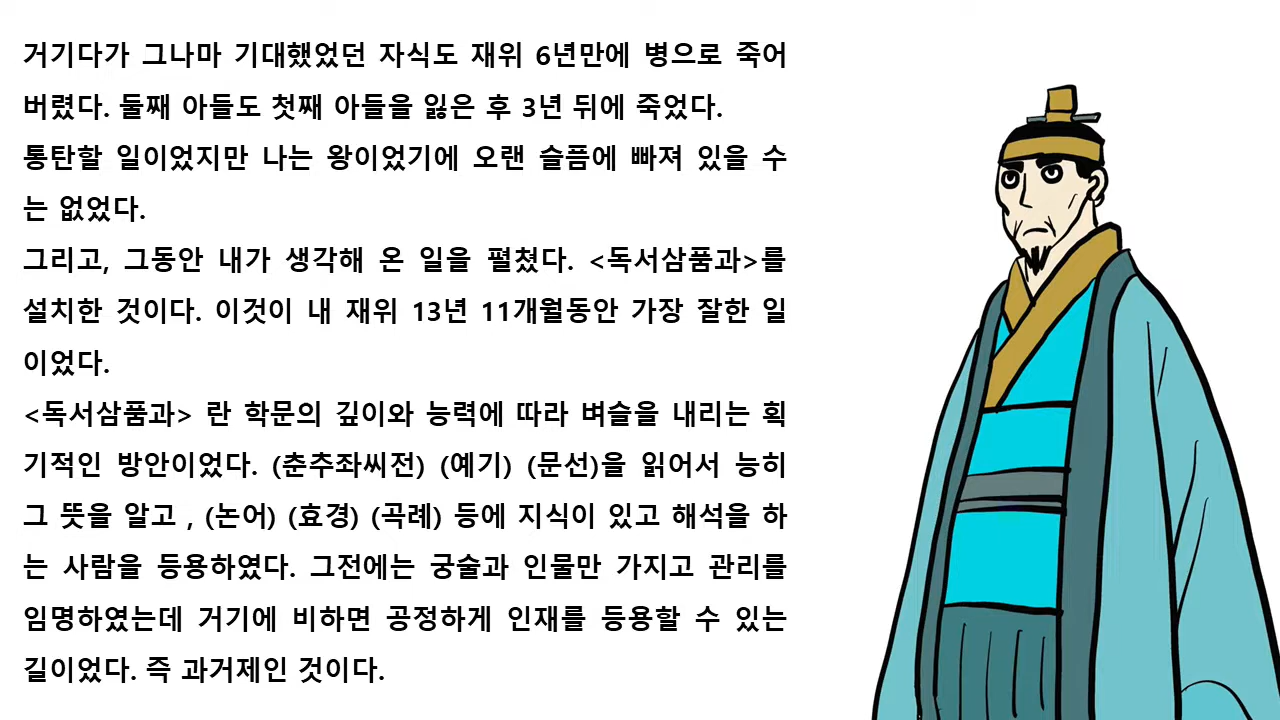 거기다가 그나마 기대했었던 자식도 재위 6년만에 병으로 죽어
버렸다. 둘째 아들도 첫째 아들을 잃은 후 3년 뒤에 죽었다.
통탄할 일이었지만 나는 왕이었기에 오랜 슬픔에 빠져 있을 수
는 없었다.
그리고, 그동안 내가 생각해 온 일을 펼쳤다. <독서삼품과>를
설치한 것이다. 이것이 내 재위 13년 11개월동안 가장 잘한 일
이었다.
<독서삼품과> 란 학문의 깊이와 능력에 따라 벼슬을 내리는 획
기적인 방안이었다. (춘추좌씨전) (예기) (문선)을 읽어서 능히
그 뜻을 알고 , (논어) (효경) (곡례) 등에 지식이 있고 해석을 하
는 사람을 등용하였다. 그전에는 궁술과 인물만 가지고 관리를
임명하였는데 거기에 비하면 공정하게 인재를 등용할 수 있는
길이었다. 즉 과거제인 것이다.